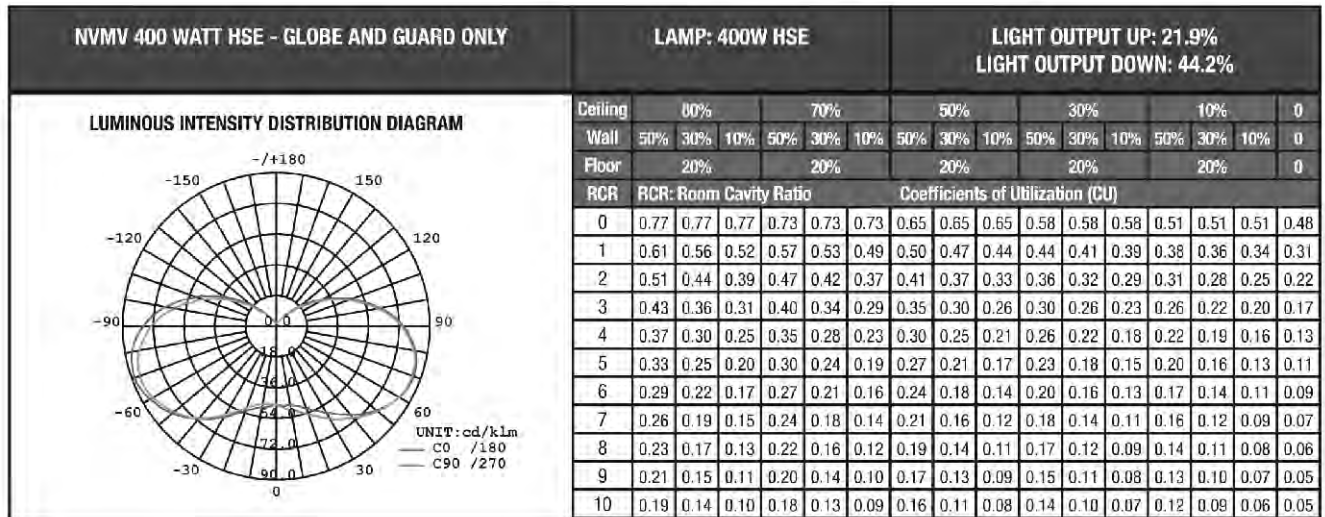 NVMV 400 WATT HSE - GLOBE AND GUARD ONLY
LAMP: 400W HSE
LIGHT OUTPUT UP: 21.9%
LIGHT OUTPUT DOWN: 44.2%
LUMINOUS INTENSITY DISTRIBUTION DIAGRAM
-/+180
-150 150
-120 120
-90 0.0 90
18.0
36.0
-60 54.0 60
UNIT:cd/klm
72.0 C0 /180
C90 /270
-30 90.0 30
0
Ceiling 80% 70% 50% 30% 10% 0
Wall 50% 30% 10% 50% 30% 10% 50% 30% 10% 50% 30% 10% 50% 30% 10% 0
Floor 20% 20% 20% 20% 20% 0
RCR RCR: Room Cavity Ratio Coefficients of Utilization (CU)
0 0.77 0.77 0.77 0.73 0.73 0.73 0.65 0.65 0.65 0.58 0.58 0.58 0.51 0.51 0.51 0.48
1 0.61 0.56 0.52 0.57 0.53 0.49 0.50 0.47 0.44 0.44 0.41 0.39 0.38 0.36 0.34 0.31
2 0.51 0.44 0.39 0.47 0.42 0.37 0.41 0.37 0.33 0.36 0.32 0.29 0.31 0.28 0.25 0.22
3 0.43 0.36 0.31 0.40 0.34 0.29 0.35 0.30 0.26 0.30 0.26 0.23 0.26 0.22 0.20 0.17
4 0.37 0.30 0.25 0.35 0.28 0.23 0.30 0.25 0.21 0.26 0.22 0.18 0.22 0.19 0.16 0.13
5 0.33 0.25 0.20 0.30 0.24 0.19 0.27 0.21 0.17 0.23 0.18 0.15 0.20 0.16 0.13 0.11
6 0.29 0.22 0.17 0.27 0.21 0.16 0.24 0.18 0.14 0.20 0.16 0.13 0.17 0.14 0.11 0.09
7 0.26 0.19 0.15 0.24 0.18 0.14 0.21 0.16 0.12 0.18 0.14 0.11 0.16 0.12 0.09 0.07
8 0.23 0.17 0.13 0.22 0.16 0.12 0.19 0.14 0.11 0.17 0.12 0.09 0.14 0.11 0.08 0.06
9 0.21 0.15 0.11 0.20 0.14 0.10 0.17 0.13 0.09 0.15 0.11 0.08 0.13 0.10 0.07 0.05
10 0.19 0.14 0.10 0.18 0.13 0.09 0.16 0.11 0.08 0.14 0.10 0.07 0.12 0.09 0.06 0.05